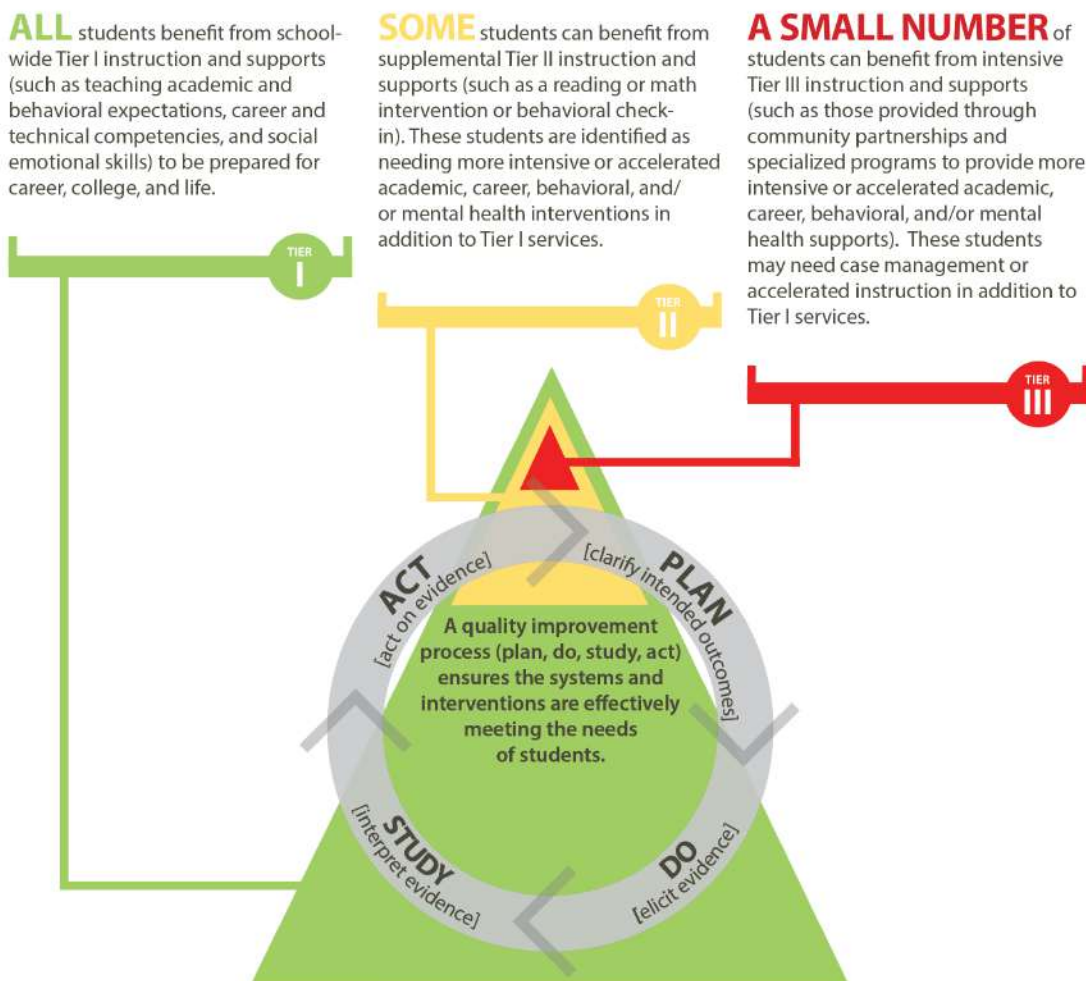 ALL students benefit from school-
wide Tier I instruction and supports
(such as teaching academic and
behavioral expectations, career and
technical competencies, and social
emotional skills) to be prepared for
career, college, and life.
TIER
I
SOME students can benefit from
supplemental Tier II instruction and
supports (such as a reading or math
intervention or behavioral check-
in). These students are identified as
needing more intensive or accelerated
academic, career, behavioral, and/
or mental health interventions in
addition to Tier I services.
TIER
II
A SMALL NUMBER of
students can benefit from intensive
Tier III instruction and supports
(such as those provided through
community partnerships and
specialized programs to provide more
intensive or accelerated academic,
career, behavioral, and/or mental
health supports). These students
may need case management or
accelerated instruction in addition to
Tier I services.
TIER
III
PLAN
[clarify intended outcomes]
DO
[elicit evidence]
STUDY
[interpret evidence]
ACT
[act on evidence]
A quality improvement
process (plan, do, study, act)
ensures the systems and
interventions are effectively
meeting the needs
of students.